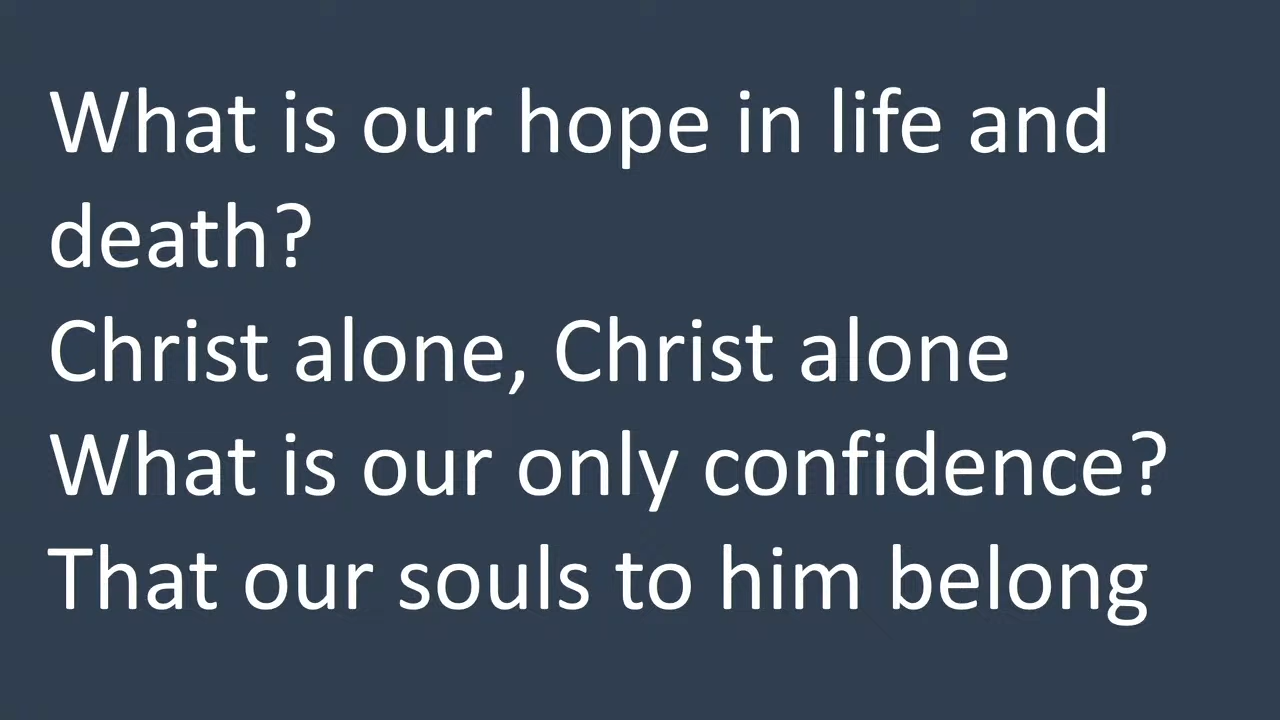 What is our hope in life and
death?
Christ alone, Christ alone
What is our only confidence?
That our souls to him belong